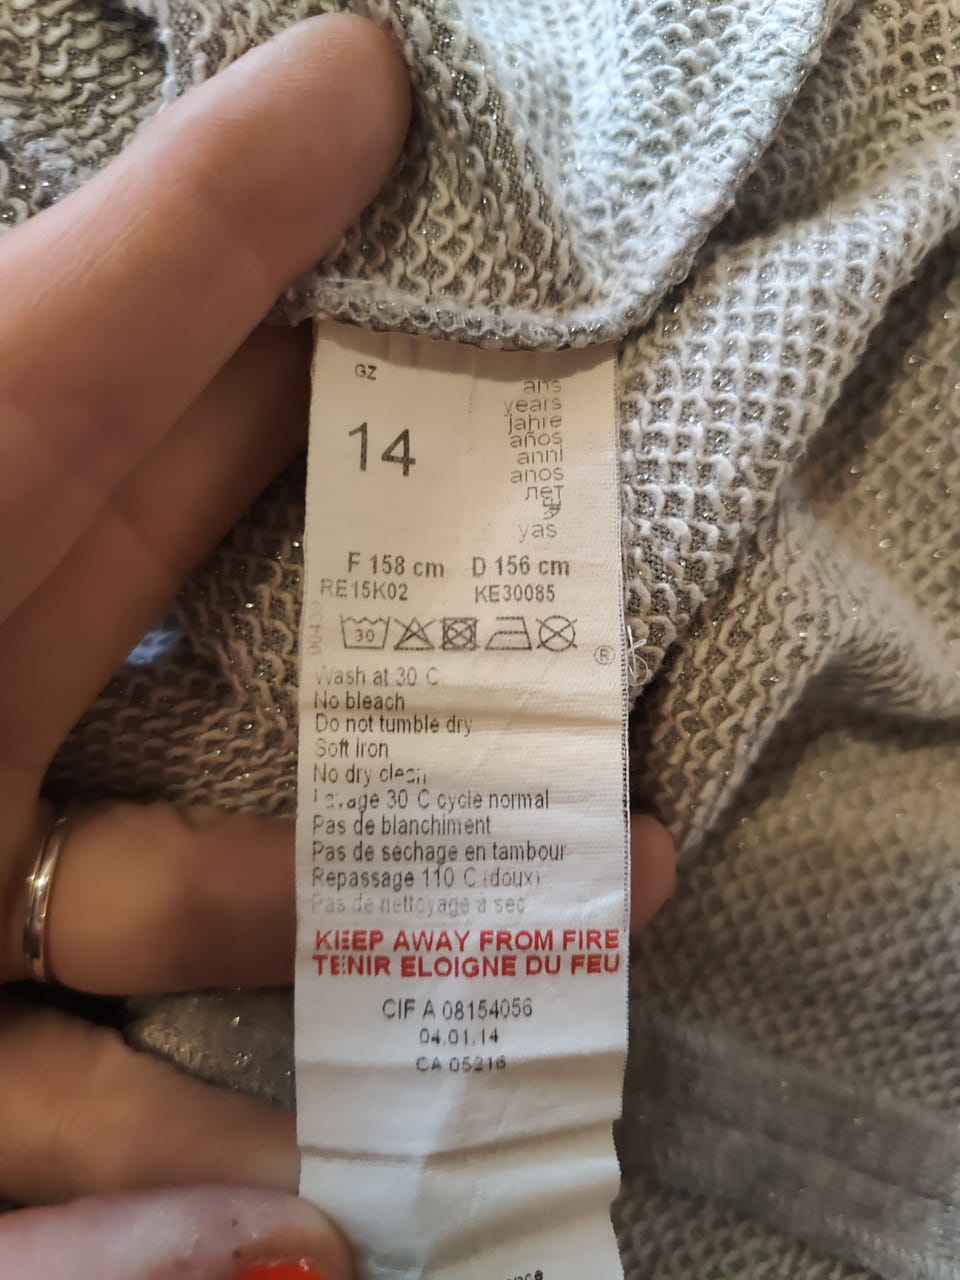 GZ
14
ans
years
jahre
años
anni
anos
лет
yas
F 158 cm D 156 cm
RE15K02 KE30085
30
®
Wash at 30 C
No bleach
Do not tumble dry
Soft iron
No dry clean
Lavage 30 C cycle normal
Pas de blanchiment
Pas de sechage en tambour
Repassage 110 C (doux)
Pas de nettoyage a sec
KEEP AWAY FROM FIRE
TENIR ELOIGNE DU FEU
CIF A 08154056
04.01.14
CA 05216